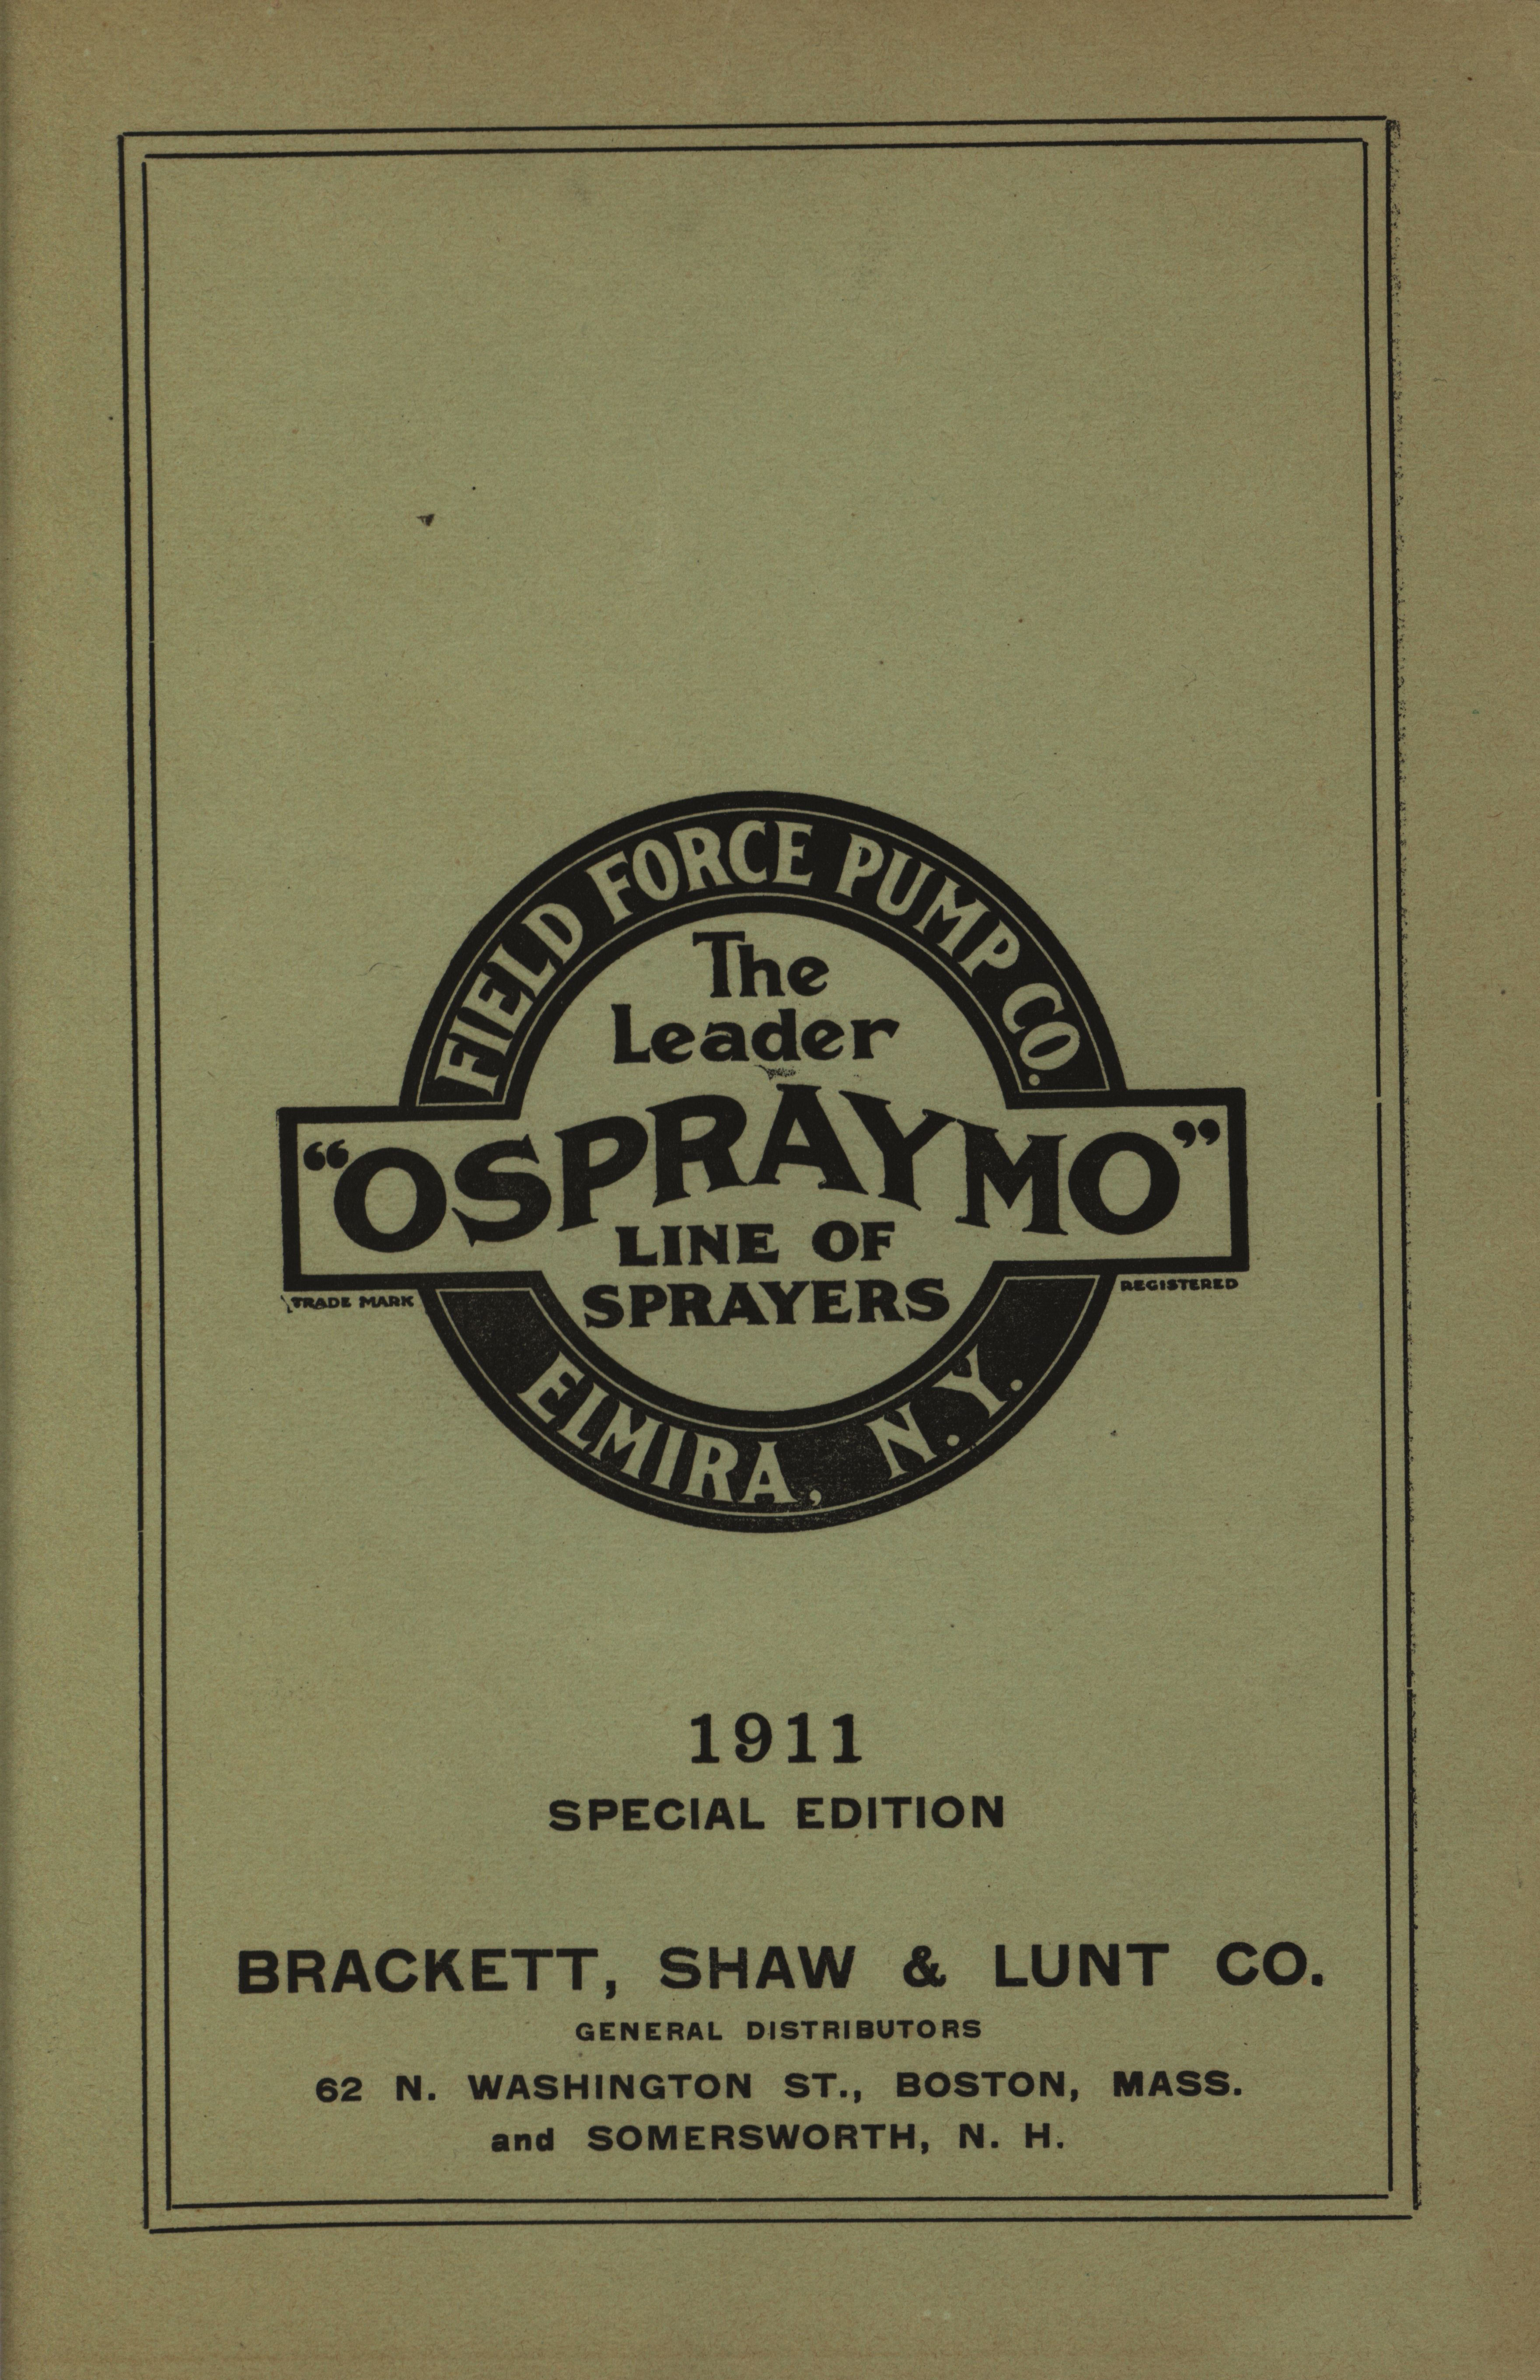 FIELD FORCE PUMP CO.
The
Leader
"OSPRAYMO"
LINE OF
SPRAYERS
TRADE MARK
REGISTERED
ELMIRA, N.Y.
1911
SPECIAL EDITION
BRACKETT, SHAW & LUNT CO.
GENERAL DISTRIBUTORS
62 N. WASHINGTON ST., BOSTON, MASS.
and SOMERSWORTH, N. H.